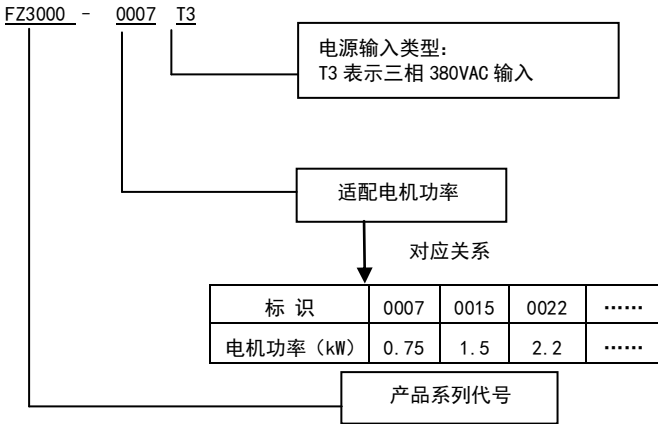 FZ3000 - 0007 T3
电源输入类型：
T3 表示三相 380VAC 输入
适配电机功率
对应关系
标 识 0007 0015 0022 ……
电机功率（kW） 0.75 1.5 2.2 ……
产品系列代号